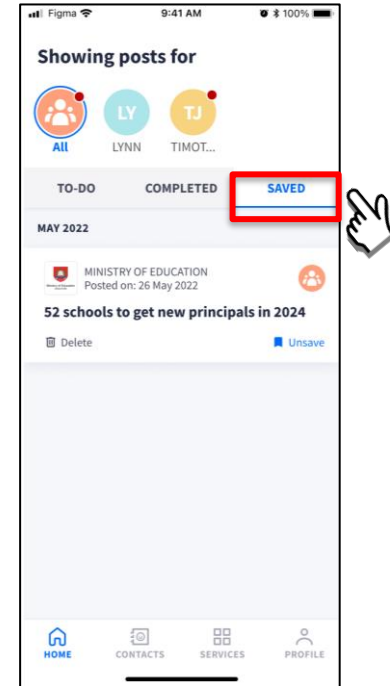 Figma 9:41 AM 100%
Showing posts for
LY TJ
All LYNN TIMOT...
TO-DO COMPLETED SAVED
MAY 2022
MINISTRY OF EDUCATION
Posted on: 26 May 2022
52 schools to get new principals in 2024
Delete Unsave
HOME CONTACTS SERVICES PROFILE